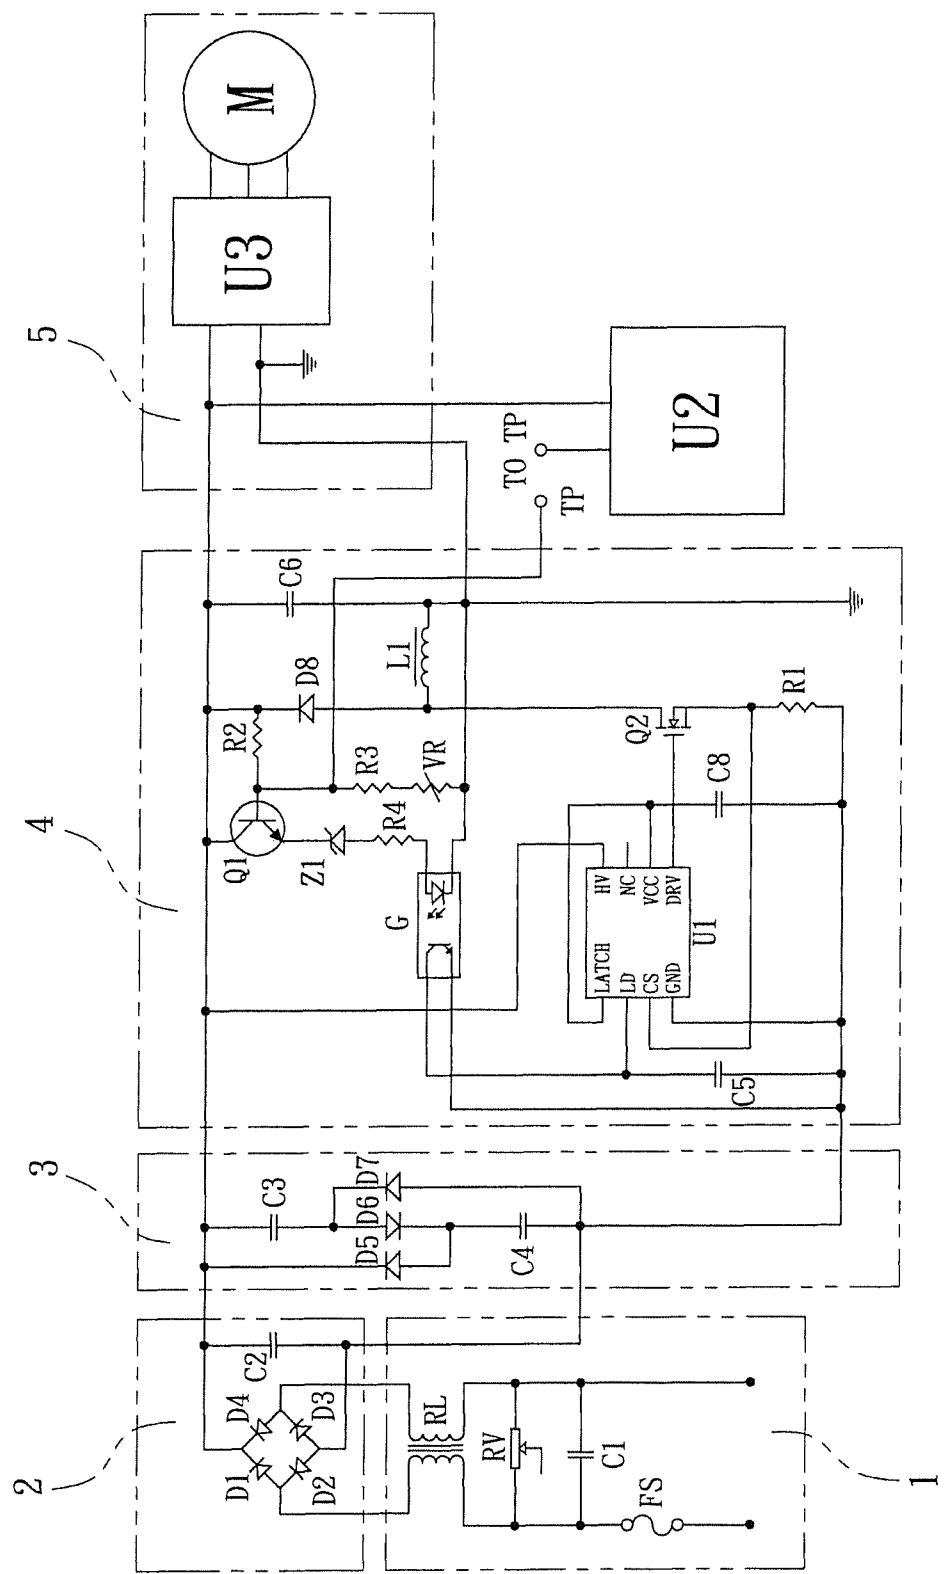 1
2
3
4
5
FS
C1
RV
RL
D1
D2
D3
D4
C2
D5
D6
D7
C3
C4
C5
U1
LATCH
LD
CS
GND
HV
NC
VCC
DRV
C8
R1
Q2
G
Q1
Z1
R4
R3
VR
R2
D8
L1
C6
TP
TO TP
U2
U3
M